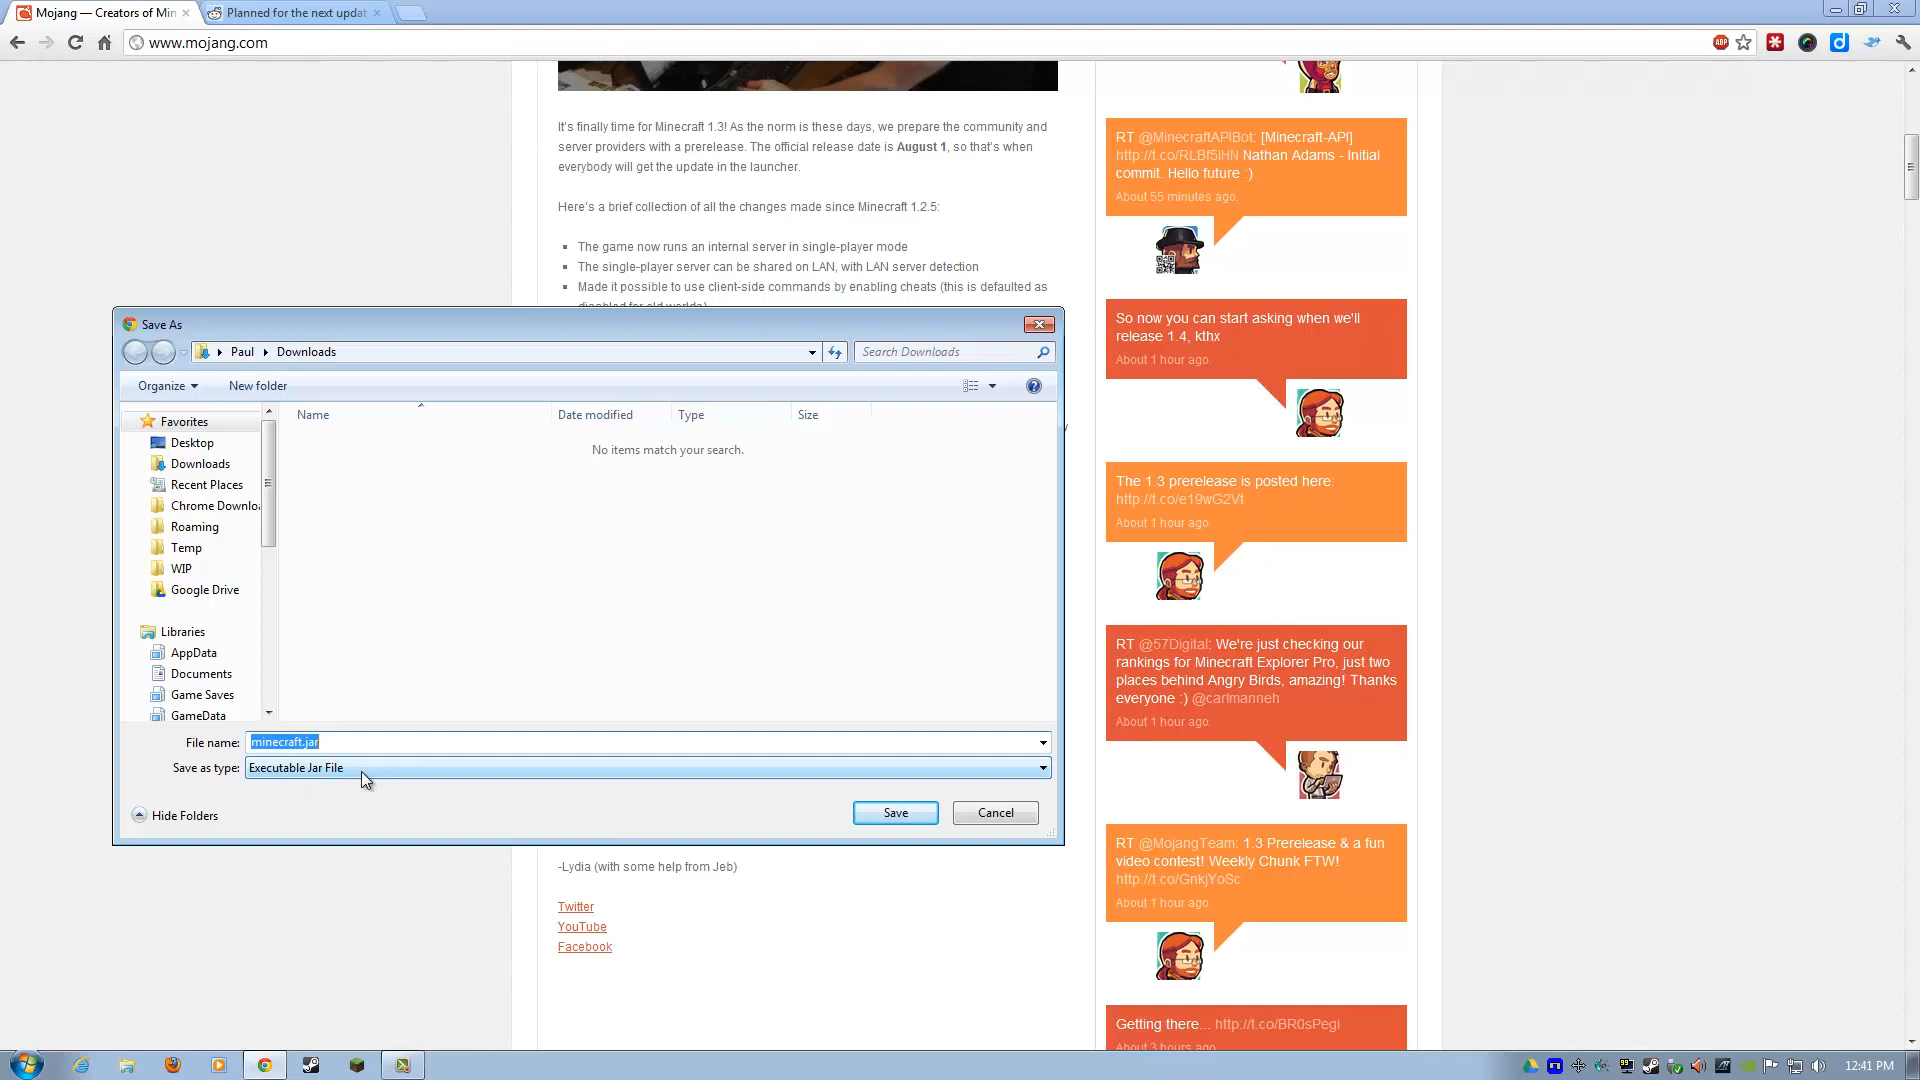 Mojang — Creators of Min
Planned for the next updat
www.mojang.com
ABP
It's finally time for Minecraft 1.3! As the norm is these days, we prepare the community and
server providers with a prerelease. The official release date is August 1, so that's when
everybody will get the update in the launcher.
Here's a brief collection of all the changes made since Minecraft 1.2.5:
The game now runs an internal server in single-player mode
The single-player server can be shared on LAN, with LAN server detection
Made it possible to use client-side commands by enabling cheats (this is defaulted as
disabled for old worlds)
Save As
Paul
Downloads
Search Downloads
Organize
New folder
Name
Date modified
Type
Size
No items match your search.
Favorites
Desktop
Downloads
Recent Places
Chrome Downlo
Roaming
Temp
WIP
Google Drive
Libraries
AppData
Documents
Game Saves
GameData
File name: minecraft.jar
Save as type: Executable Jar File
Hide Folders
Save
Cancel
-Lydia (with some help from Jeb)
Twitter
YouTube
Facebook
RT @MinecraftAPIBot: [Minecraft-API]
http://t.co/RLBf5IHN Nathan Adams - Initial
commit. Hello future :)
About 55 minutes ago.
So now you can start asking when we'll
release 1.4, kthx
About 1 hour ago.
The 1.3 prerelease is posted here:
http://t.co/e19wG2Vt
About 1 hour ago.
RT @57Digital: We're just checking our
rankings for Minecraft Explorer Pro, just two
places behind Angry Birds, amazing! Thanks
everyone :) @carlmanneh
About 1 hour ago.
RT @MojangTeam: 1.3 Prerelease & a fun
video contest! Weekly Chunk FTW!
http://t.co/GnkjYoSc
About 1 hour ago.
Getting there... http://t.co/BR0sPegi
About 3 hours ago.
12:41 PM